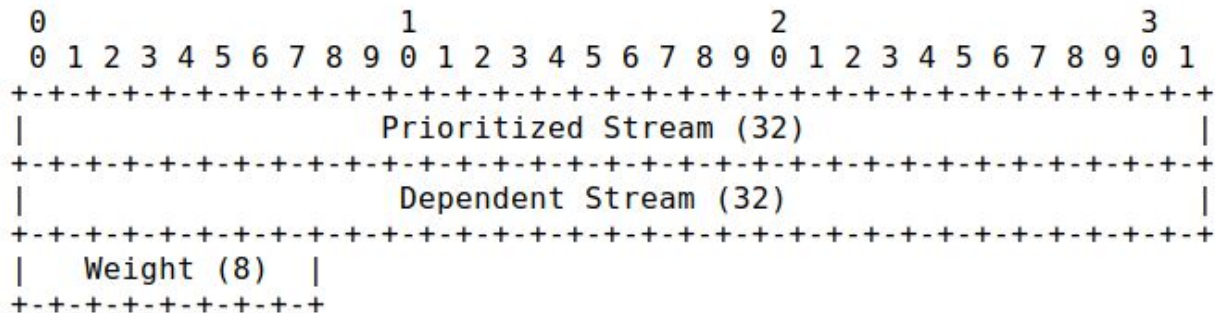 0                   1                   2                   3
 0 1 2 3 4 5 6 7 8 9 0 1 2 3 4 5 6 7 8 9 0 1 2 3 4 5 6 7 8 9 0 1
+-+-+-+-+-+-+-+-+-+-+-+-+-+-+-+-+-+-+-+-+-+-+-+-+-+-+-+-+-+-+-+-+
|                   Prioritized Stream (32)                     |
+-+-+-+-+-+-+-+-+-+-+-+-+-+-+-+-+-+-+-+-+-+-+-+-+-+-+-+-+-+-+-+-+
|                    Dependent Stream (32)                      |
+-+-+-+-+-+-+-+-+-+-+-+-+-+-+-+-+-+-+-+-+-+-+-+-+-+-+-+-+-+-+-+-+
|   Weight (8)  |
+-+-+-+-+-+-+-+-+